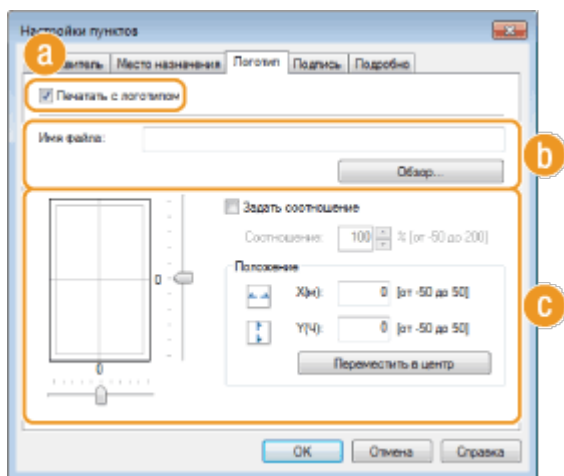 Настройки пунктов
a
Место назначения Логотип Подпись Подробно
Печатать с логотипом
Имя файла:
b
Обзор...
Задать соотношение
Соотношение: 100 % [от -50 до 200]
Положение
0
X(м): 0 [от -50 до 50]
c
Y(Ч): 0 [от -50 до 50]
Переместить в центр
0
OK Отмена Справка